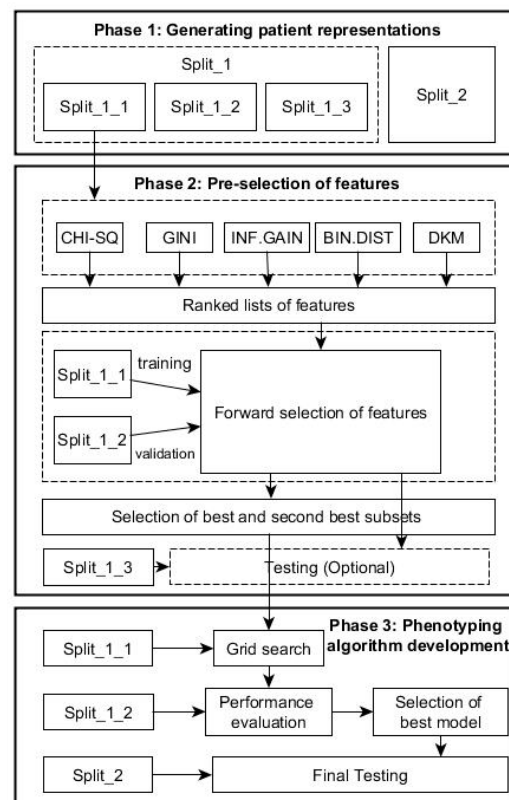 Phase 1: Generating patient representations
Split_1
Split_1_1
Split_1_2
Split_1_3
Split_2
Phase 2: Pre-selection of features
CHI-SQ
GINI
INF.GAIN
BIN.DIST
DKM
Ranked lists of features
Split_1_1
training
Forward selection of features
Split_1_2
validation
Selection of best and second best subsets
Split_1_3
Testing (Optional)
Phase 3: Phenotyping
algorithm development
Split_1_1
Grid search
Split_1_2
Performance
evaluation
Selection of
best model
Split_2
Final Testing